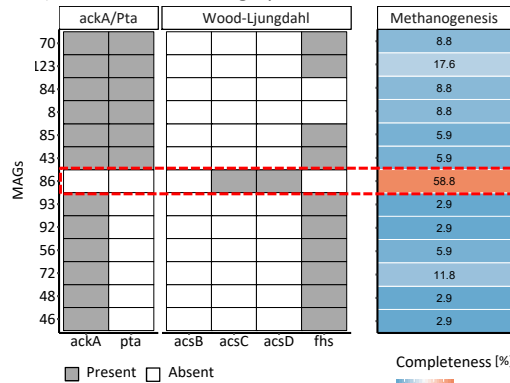 ackA/Pta Wood-Ljungdahl Methanogenesis
70 8.8
L23 17.6
84 8.8
8 8.8
85 5.9
43 5.9
86 58.8
93 2.9
92 2.9
56 5.9
72 11.8
48 2.9
46 2.9
MAGs
ackA pta acsB acsC acsD fhs
Present Absent
Completeness [%]